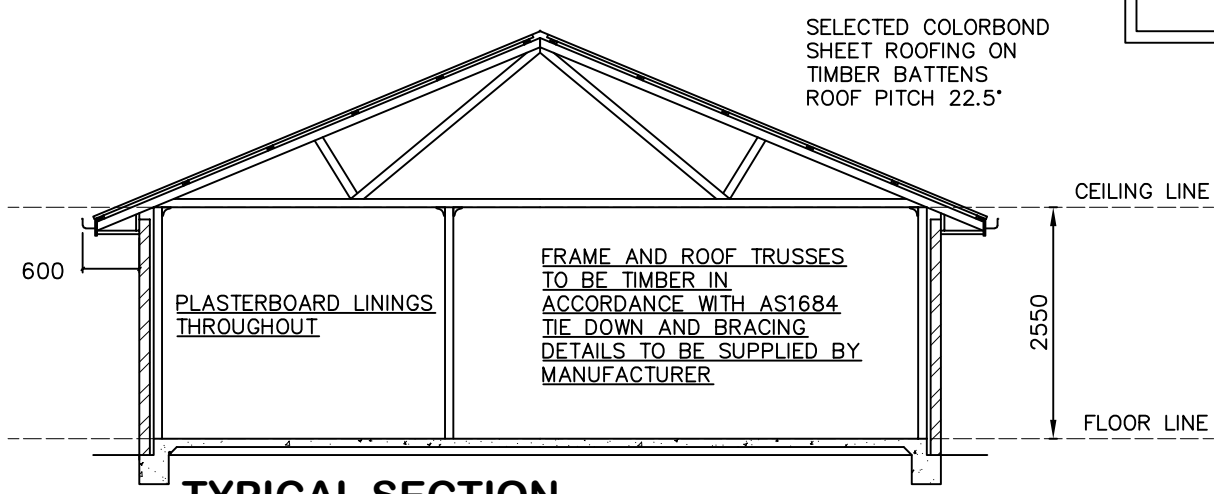 SELECTED COLORBOND
SHEET ROOFING ON
TIMBER BATTENS
ROOF PITCH 22.5°
CEILING LINE
600
PLASTERBOARD LININGS
THROUGHOUT
FRAME AND ROOF TRUSSES
TO BE TIMBER IN
ACCORDANCE WITH AS1684
TIE DOWN AND BRACING
DETAILS TO BE SUPPLIED BY
MANUFACTURER
2550
FLOOR LINE
TYPICAL SECTION